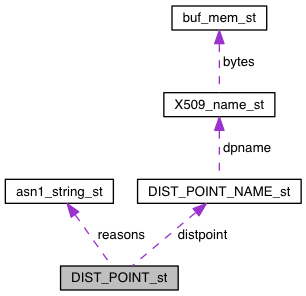 buf_mem_st
bytes
X509_name_st
dpname
asn1_string_st
DIST_POINT_NAME_st
reasons
distpoint
DIST_POINT_st